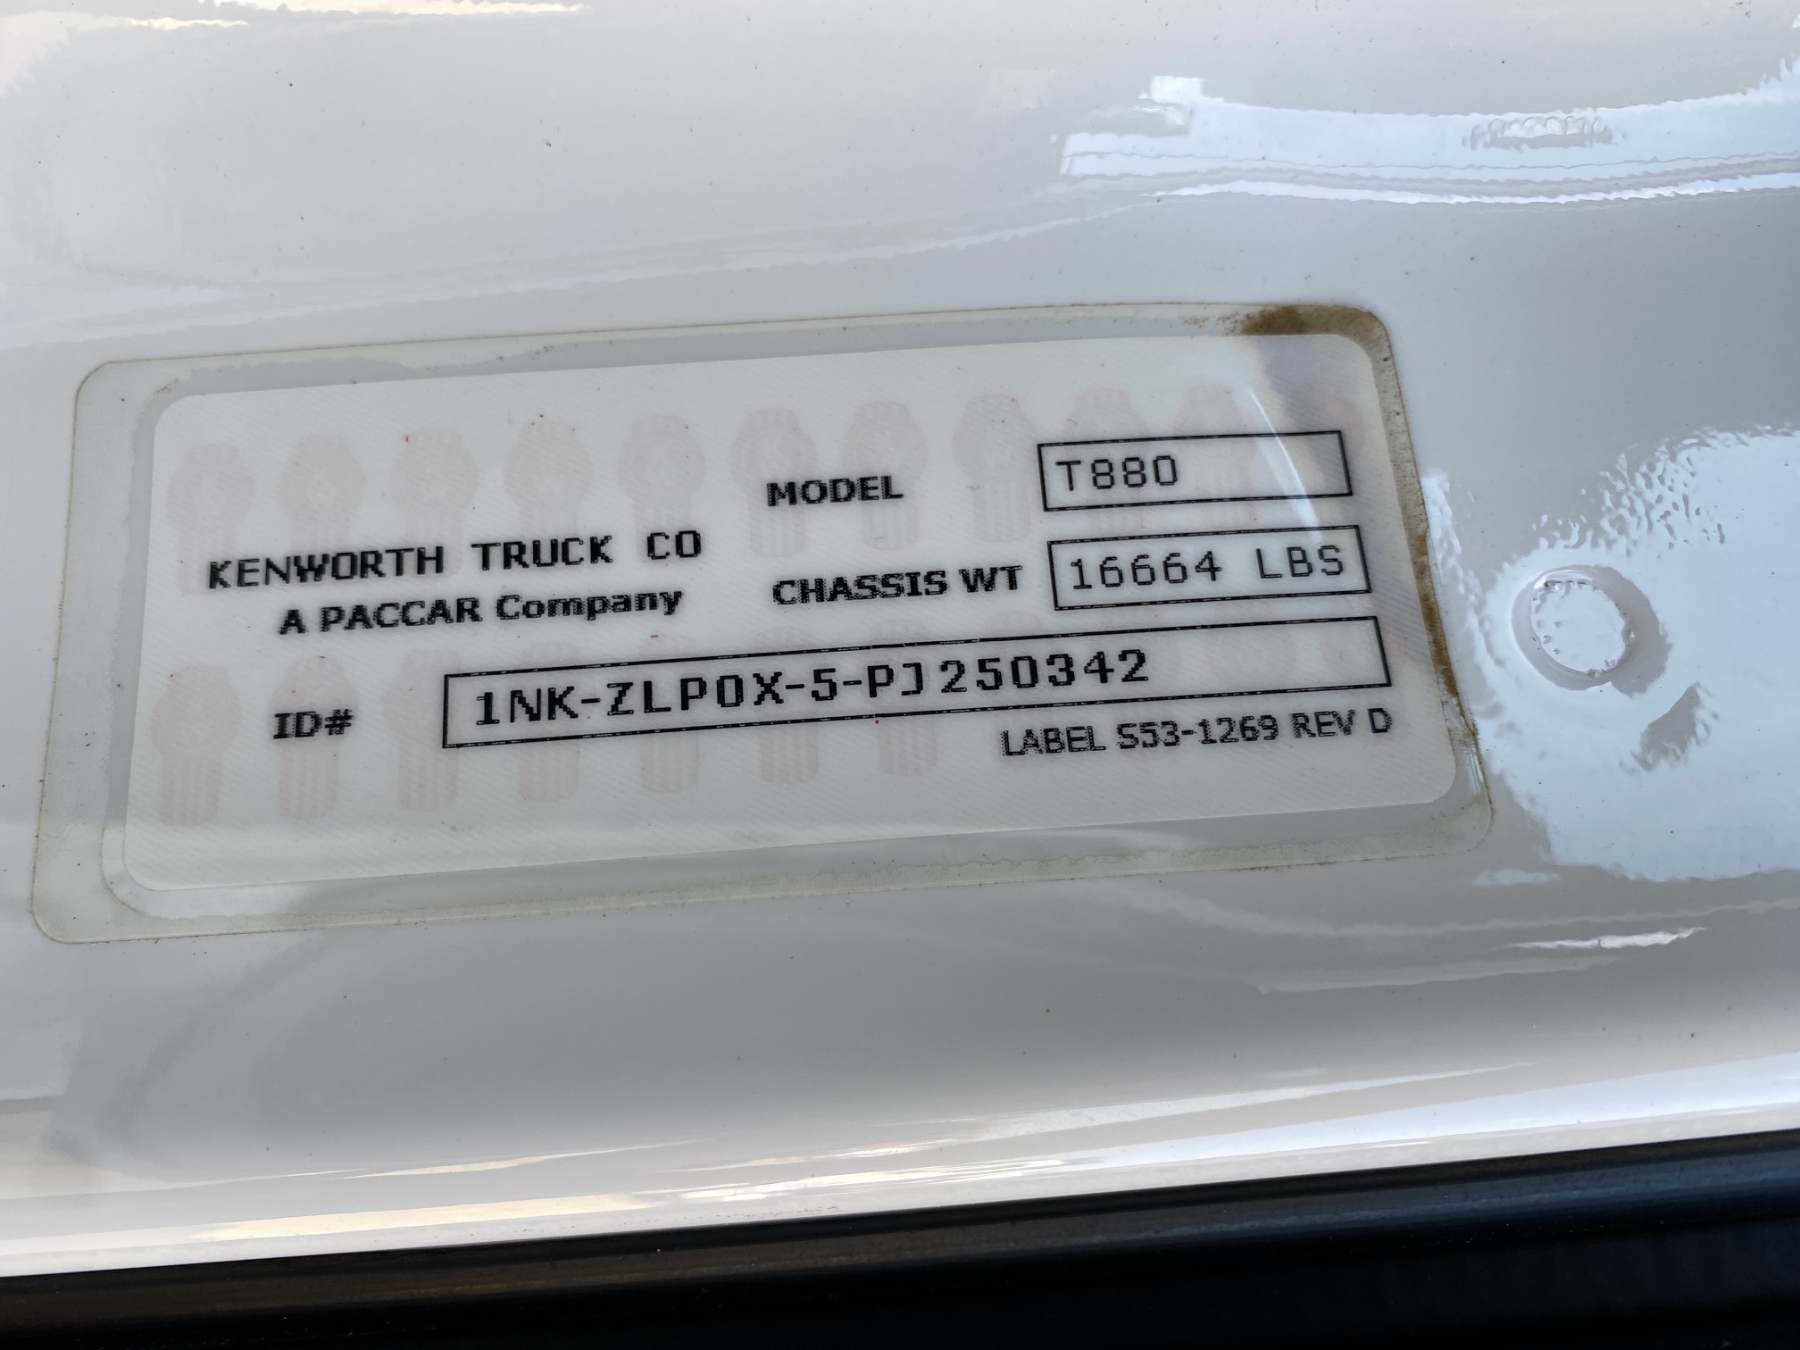 MODEL T880
KENWORTH TRUCK CO
A PACCAR Company
CHASSIS WT 16664 LBS
ID# 1NK-ZLP0X-5-PJ250342
LABEL S53-1269 REV D